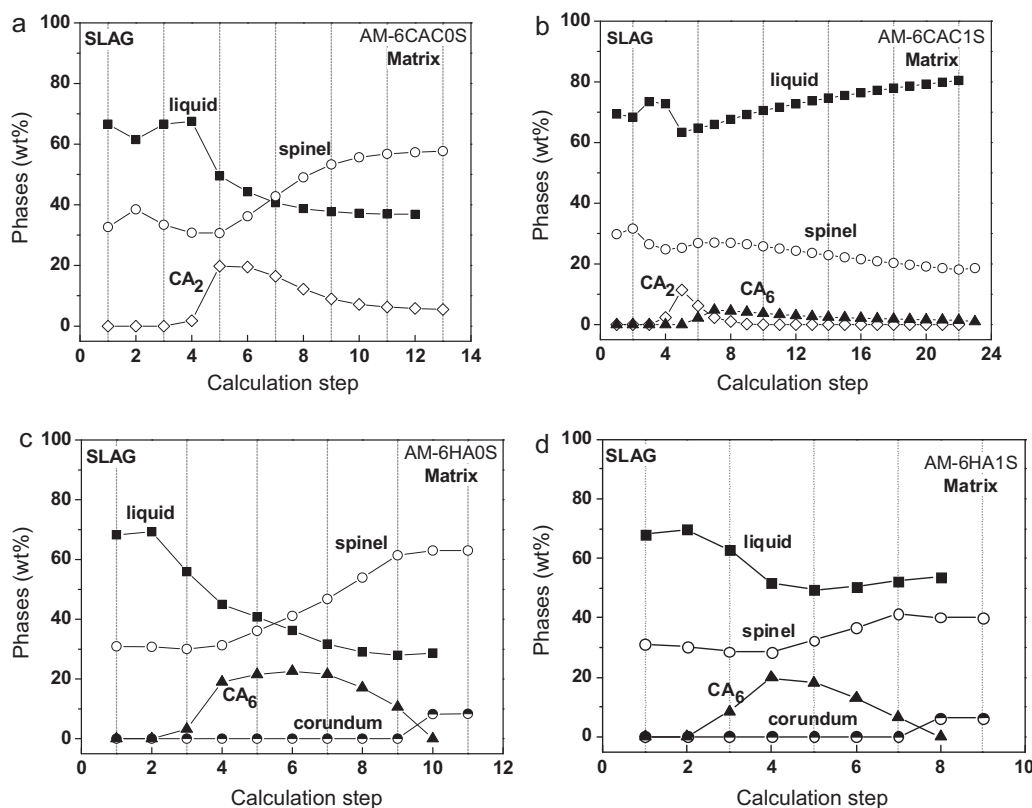 a
AM-6CAC0S
SLAG
Matrix
liquid
spinel
CA2
Phases (wt%)
100
80
60
40
20
0
0 2 4 6 8 10 12 14
Calculation step
b
AM-6CAC1S
SLAG
Matrix
liquid
spinel
CA2
CA6
Phases (wt%)
100
80
60
40
20
0
0 4 8 12 16 20 24
Calculation step
c
AM-6HA0S
SLAG
Matrix
liquid
spinel
CA6
corundum
Phases (wt%)
100
80
60
40
20
0
0 2 4 6 8 10 12
Calculation step
d
AM-6HA1S
SLAG
Matrix
liquid
spinel
CA6
corundum
Phases (wt%)
100
80
60
40
20
0
0 2 4 6 8 10
Calculation step